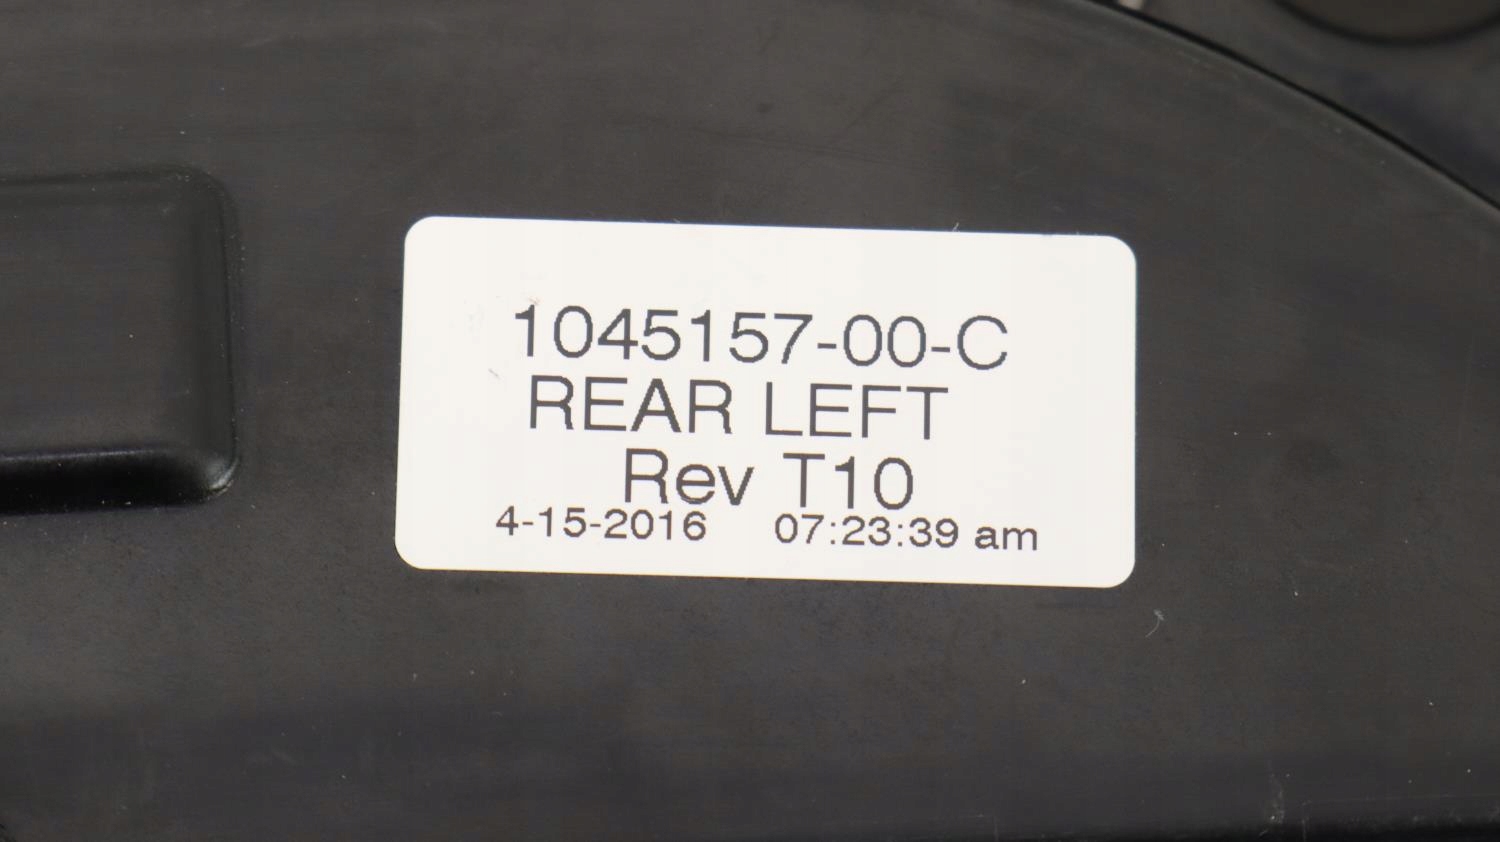 1045157-00-C
REAR LEFT
Rev T10
4-15-2016 07:23:39 am